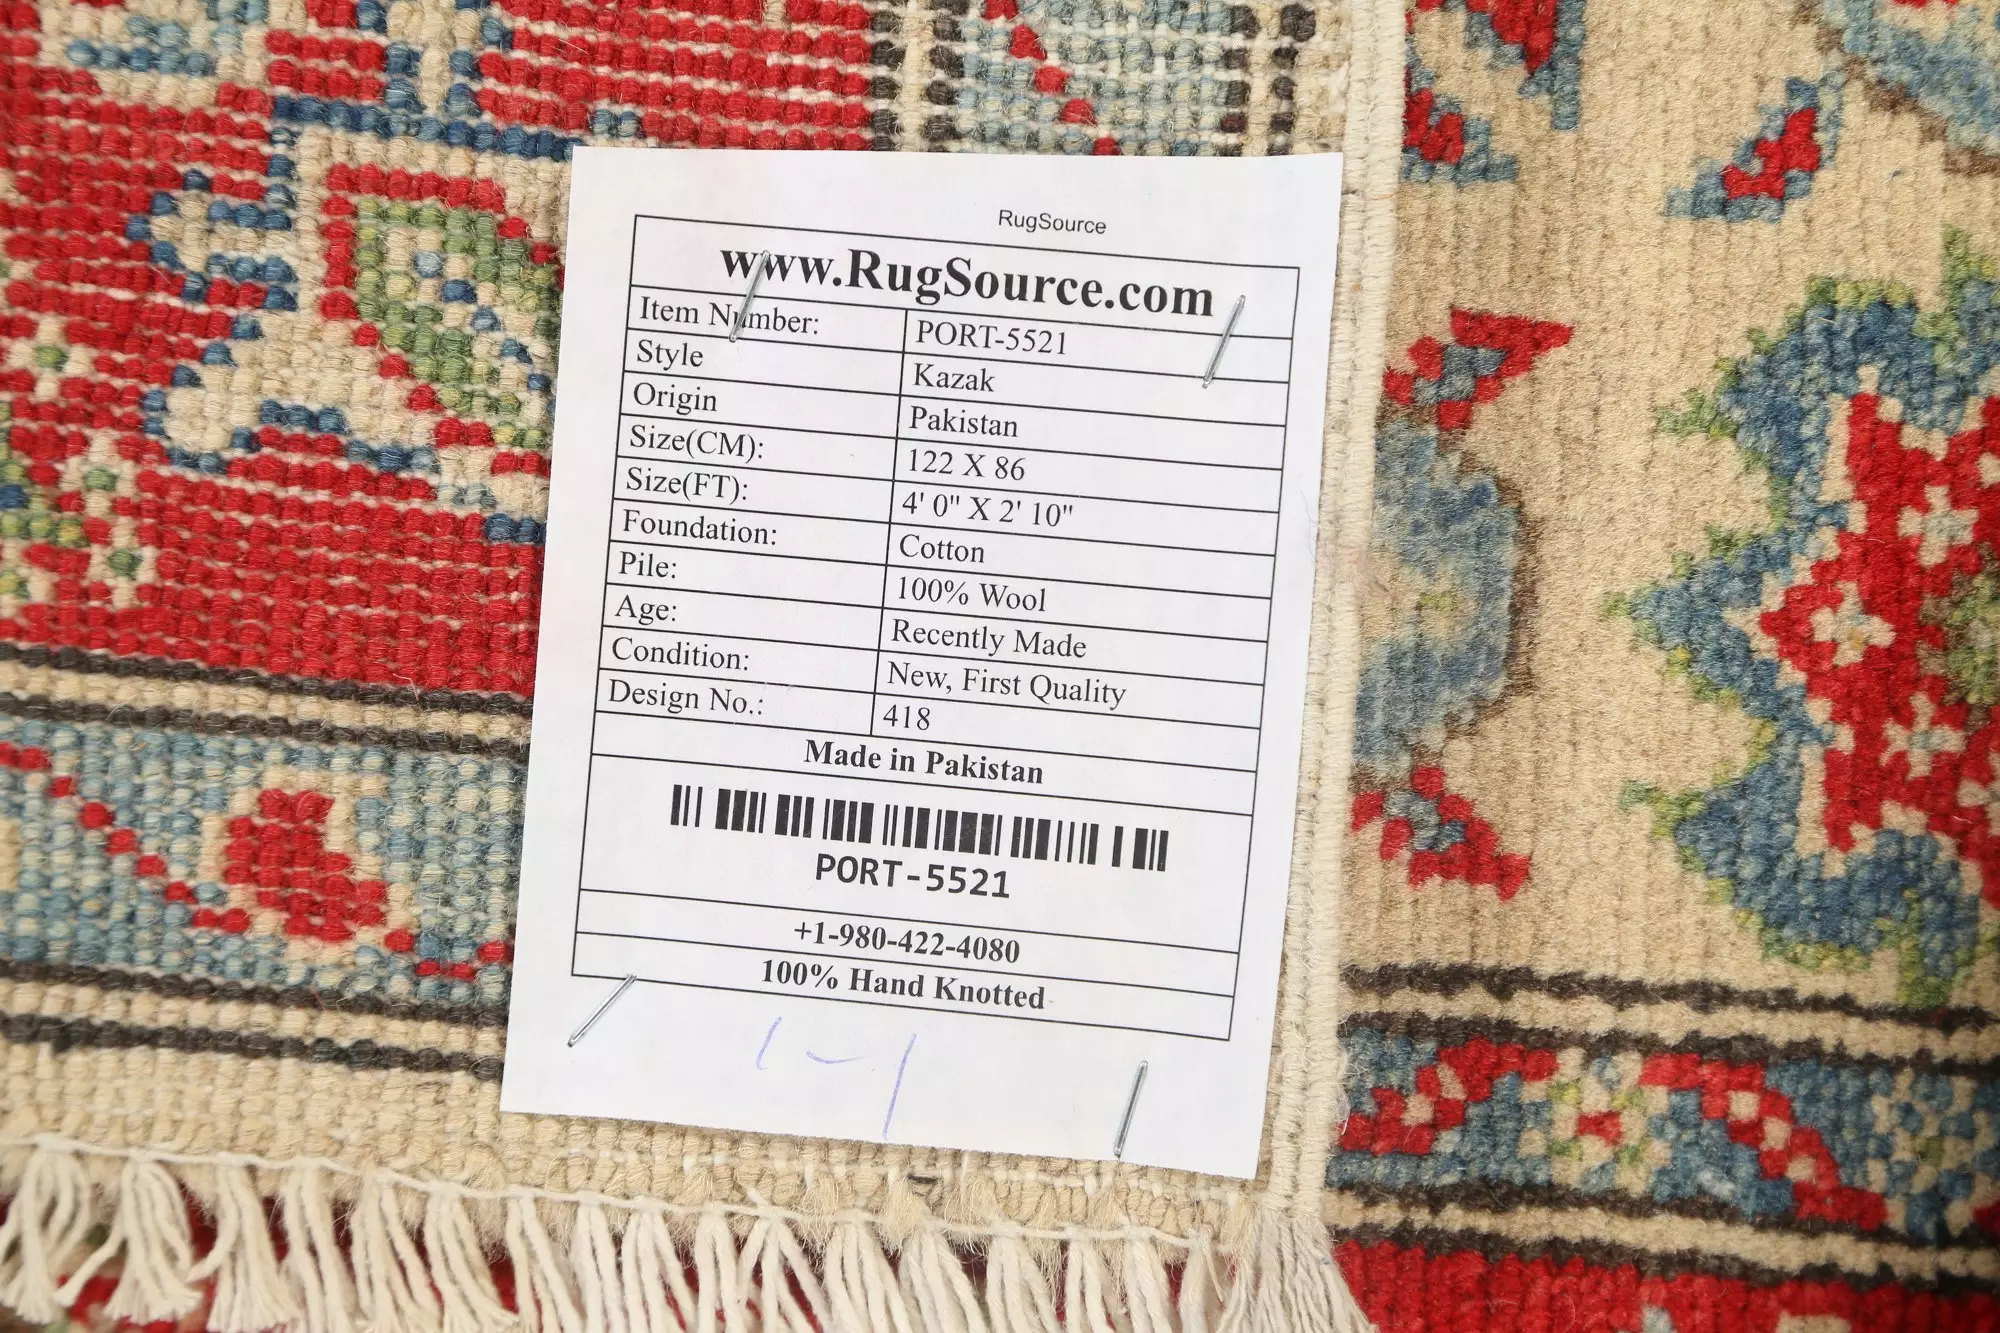 RugSource
www.RugSource.com
Item Number: PORT-5521
Style Kazak
Origin Pakistan
Size(CM): 122 X 86
Size(FT): 4' 0" X 2' 10"
Foundation: Cotton
Pile: 100% Wool
Age: Recently Made
Condition: New, First Quality
Design No.: 418
Made in Pakistan
PORT-5521
+1-980-422-4080
100% Hand Knotted
1-1